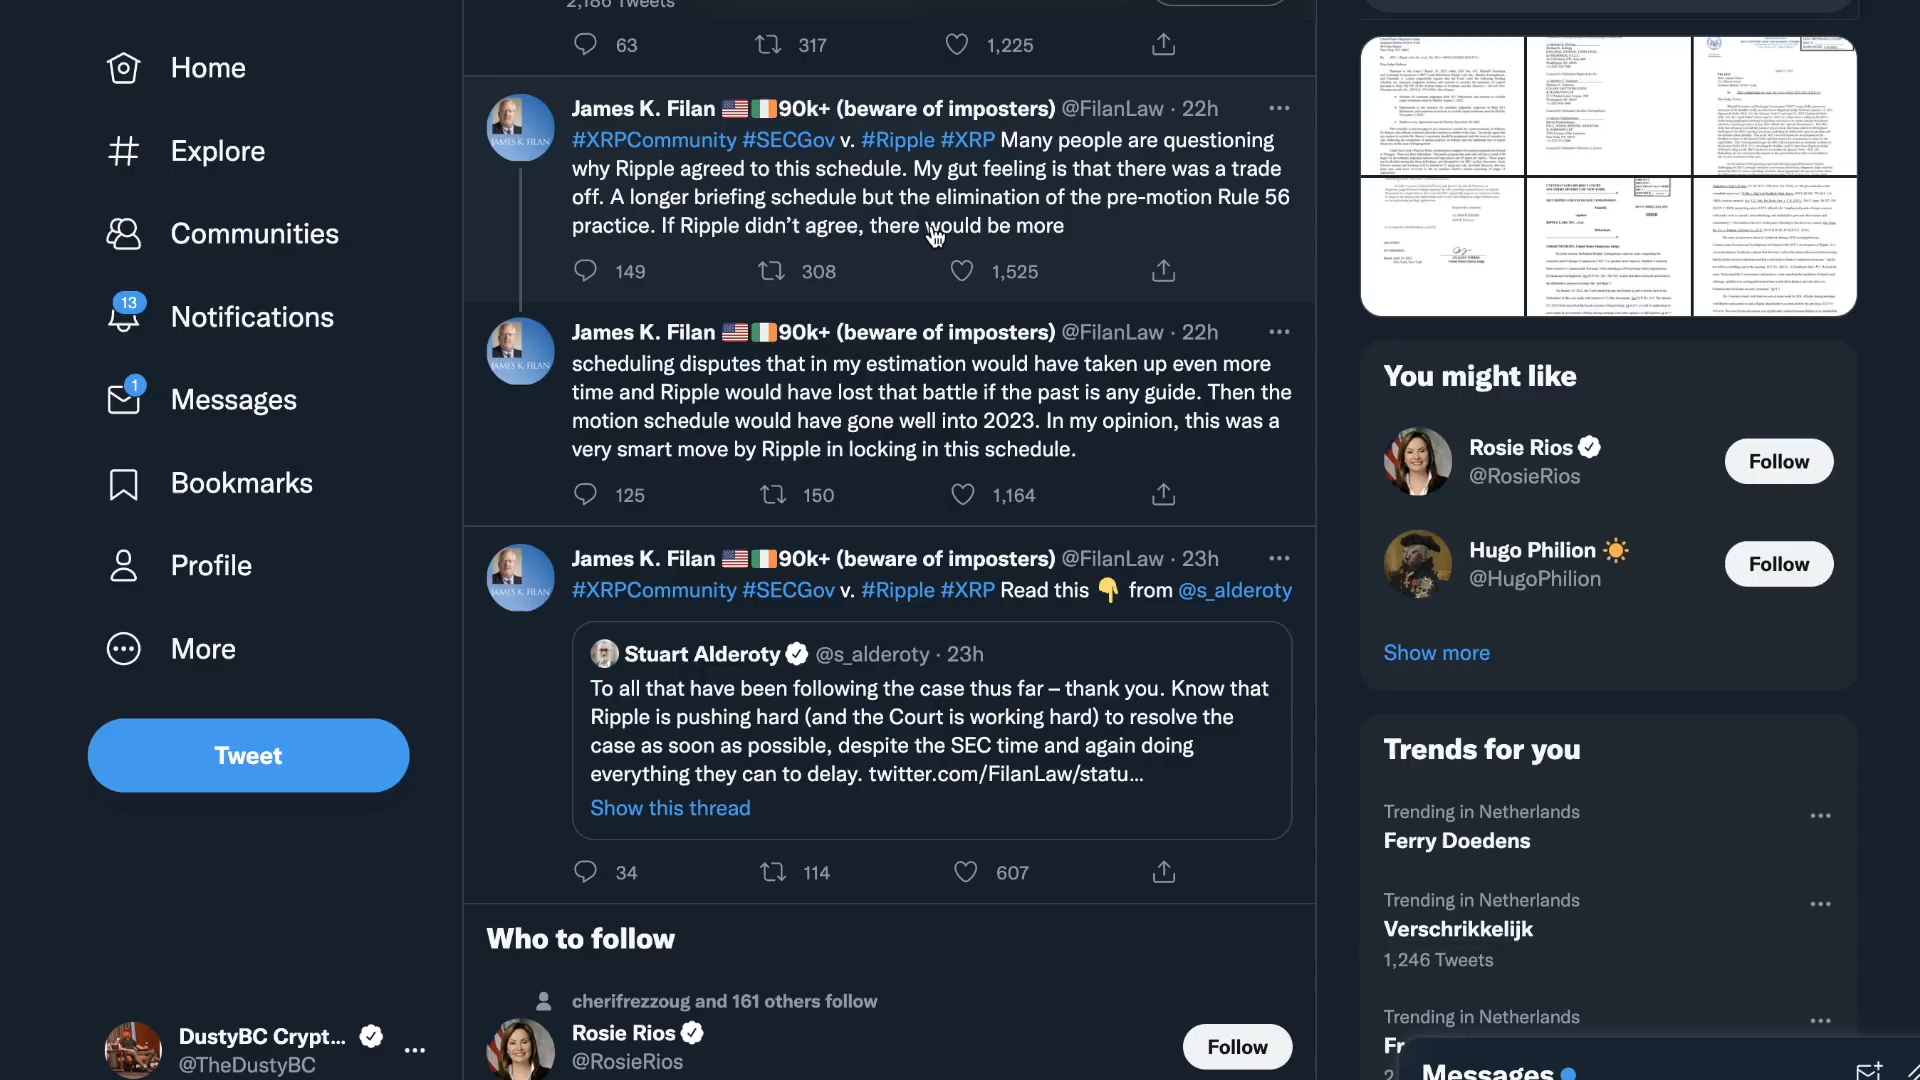 2,186 Tweets
63 317 1,225
James K. Filan 🇺🇸🇮🇪90k+ (beware of imposters) @FilanLaw · 22h
#XRPCommunity #SECGov v. #Ripple #XRP Many people are questioning
why Ripple agreed to this schedule. My gut feeling is that there was a trade
off. A longer briefing schedule but the elimination of the pre-motion Rule 56
practice. If Ripple didn't agree, there would be more
149 308 1,525
James K. Filan 🇺🇸🇮🇪90k+ (beware of imposters) @FilanLaw · 22h
scheduling disputes that in my estimation would have taken up even more
time and Ripple would have lost that battle if the past is any guide. Then the
motion schedule would have gone well into 2023. In my opinion, this was a
very smart move by Ripple in locking in this schedule.
125 150 1,164
James K. Filan 🇺🇸🇮🇪90k+ (beware of imposters) @FilanLaw · 23h
#XRPCommunity #SECGov v. #Ripple #XRP Read this 👇 from @s_alderoty
Stuart Alderoty @s_alderoty · 23h
To all that have been following the case thus far – thank you. Know that
Ripple is pushing hard (and the Court is working hard) to resolve the
case as soon as possible, despite the SEC time and again doing
everything they can to delay. twitter.com/FilanLaw/statu...
Show this thread
34 114 607
Who to follow
cherifrezzoug and 161 others follow
Rosie Rios
@RosieRios
Follow
Home
Explore
Communities
13
Notifications
1
Messages
Bookmarks
Profile
More
Tweet
DustyBC Crypt...
@TheDustyBC
JAMES K. FILAN
JAMES K. FILAN
JAMES K. FILAN
You might like
Rosie Rios
@RosieRios
Follow
Hugo Philion ☀️
@HugoPhilion
Follow
Show more
Trends for you
Trending in Netherlands
Ferry Doedens
Trending in Netherlands
Verschrikkelijk
1,246 Tweets
Trending in Netherlands
Fr
2
Messages